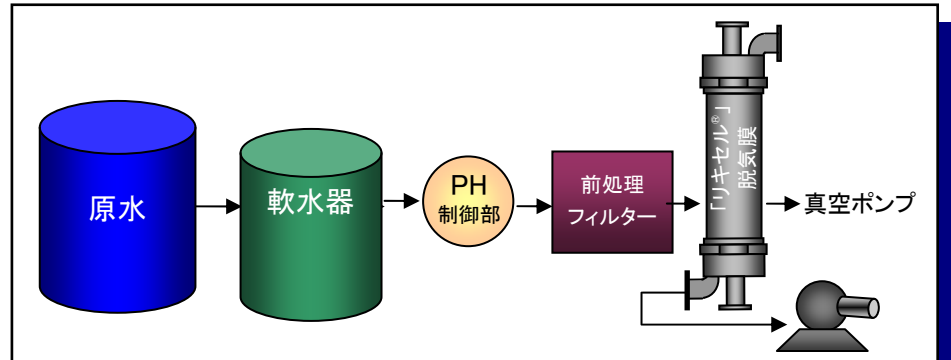 原水
軟水器
PH
制御部
前処理
フィルター
「リキセル®」
脱気膜
真空ポンプ